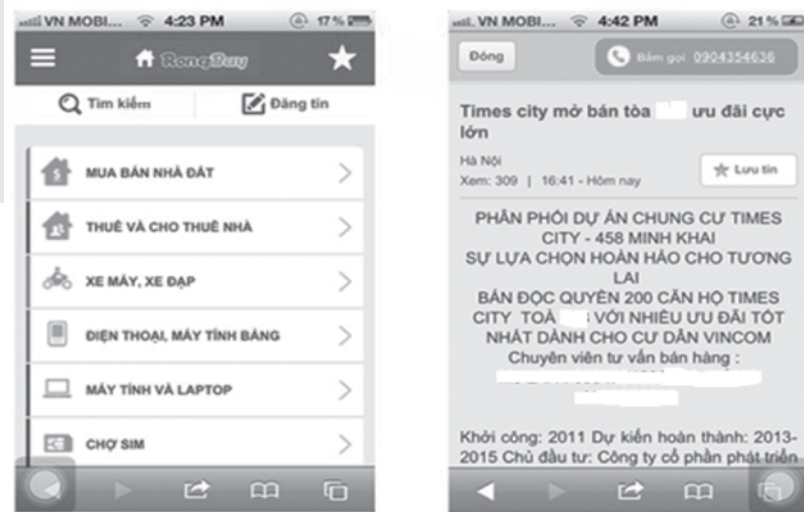 VN MOBI... 4:23 PM 17 %
RongBay
Tìm kiếm Đăng tin
MUA BÁN NHÀ ĐẤT
THUÊ VÀ CHO THUÊ NHÀ
XE MÁY, XE ĐẠP
ĐIỆN THOẠI, MÁY TÍNH BẢNG
MÁY TÍNH VÀ LAPTOP
CHỢ SIM
VN MOBI... 4:42 PM 21 %
Đóng Bấm gọi 0904354636
Times city mở bán tòa ưu đãi cực
lớn
Hà Nội
Xem: 309 | 16:41 - Hôm nay
Lưu tin
PHÂN PHỐI DỰ ÁN CHUNG CƯ TIMES
CITY - 458 MINH KHAI
SỰ LỰA CHỌN HOÀN HẢO CHO TƯƠNG
LAI
BÁN ĐỘC QUYỀN 200 CĂN HỘ TIMES
CITY TOÀ VỚI NHIỀU ƯU ĐÃI TỐT
NHẤT DÀNH CHO CƯ DÂN VINCOM
Chuyên viên tư vấn bán hàng :
Khởi công: 2011 Dự kiến hoàn thành: 2013-
2015 Chủ đầu tư: Công ty cổ phần phát triển